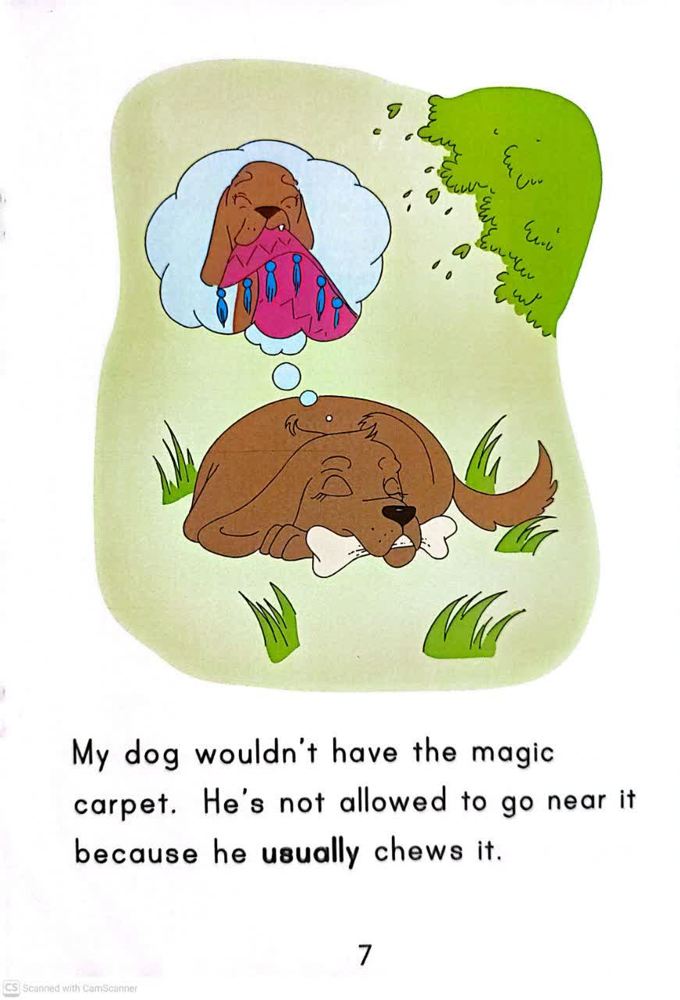 My dog wouldn't have the magic
carpet. He's not allowed to go near it
because he usually chews it.
7
CS Scanned with CamScanner